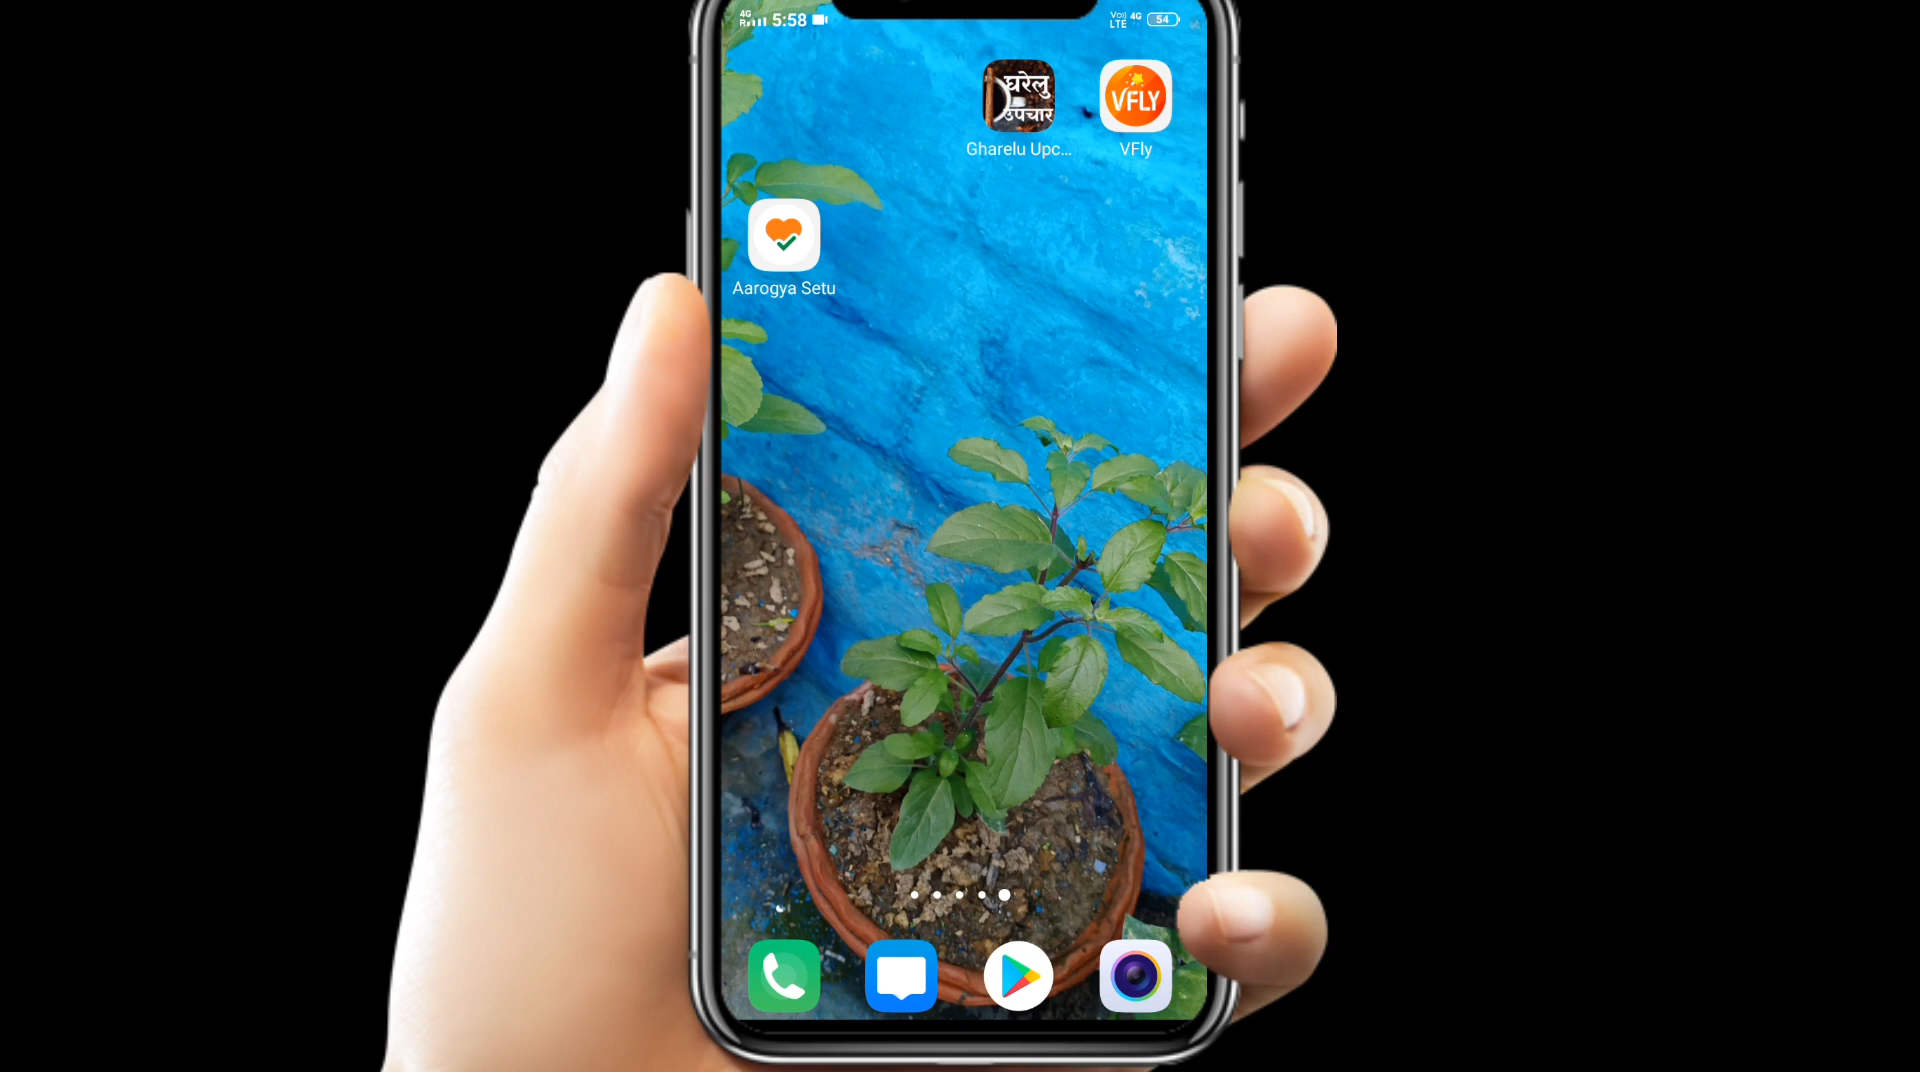 4G
R
5:58
Vo))
LTE
4G
54
घरेलु
उपचार
VFLY
Gharelu Upc...
VFly
Aarogya Setu